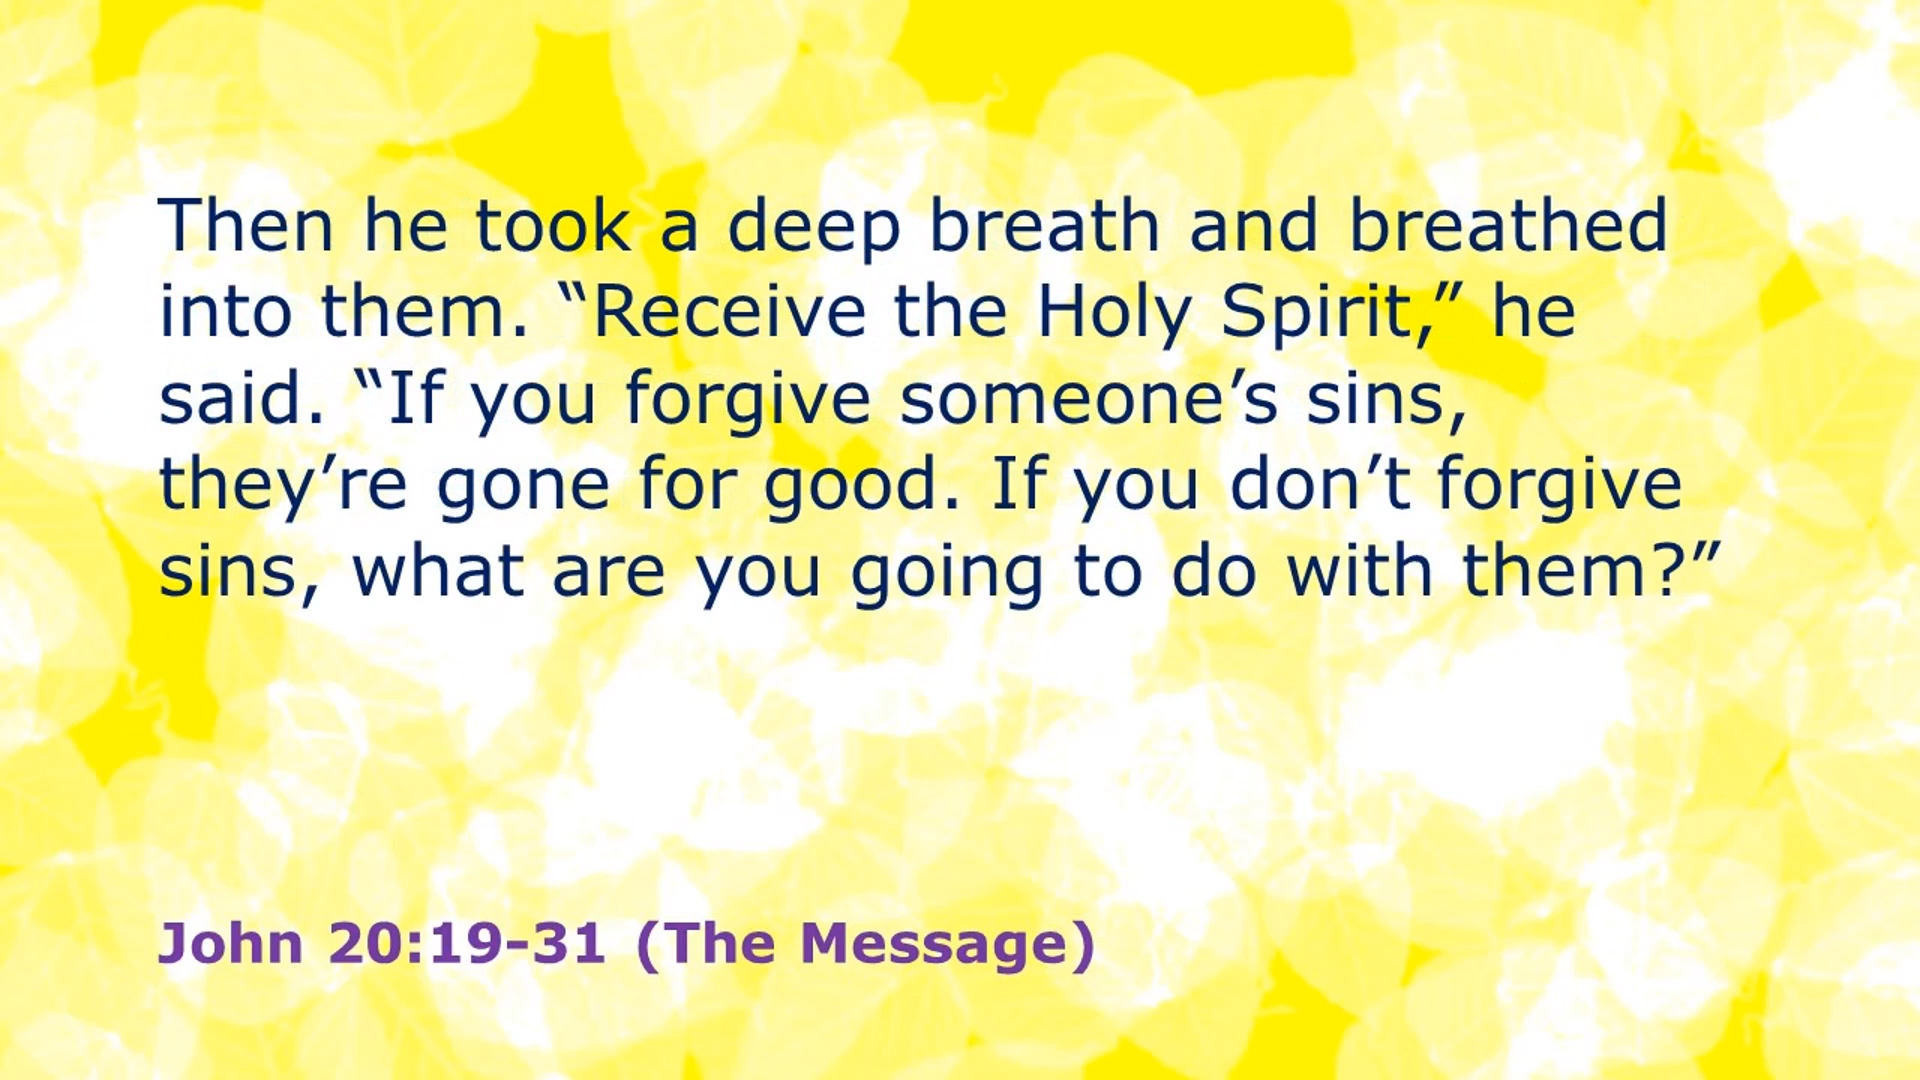 Then he took a deep breath and breathed
into them. “Receive the Holy Spirit,” he
said. “If you forgive someone’s sins,
they’re gone for good. If you don’t forgive
sins, what are you going to do with them?”
John 20:19-31 (The Message)